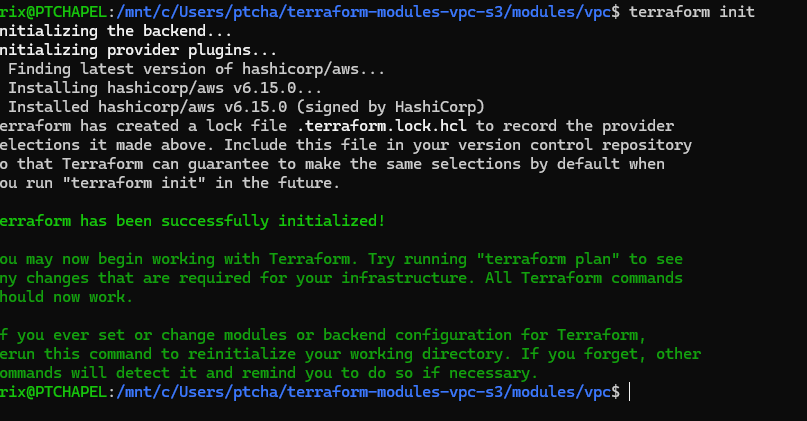 rix@PTCHAPEL:/mnt/c/Users/ptcha/terraform-modules-vpc-s3/modules/vpc$ terraform init
nitializing the backend...
nitializing provider plugins...
Finding latest version of hashicorp/aws...
Installing hashicorp/aws v6.15.0...
Installed hashicorp/aws v6.15.0 (signed by HashiCorp)
erraform has created a lock file .terraform.lock.hcl to record the provider
elections it made above. Include this file in your version control repository
o that Terraform can guarantee to make the same selections by default when
ou run "terraform init" in the future.
erraform has been successfully initialized!
ou may now begin working with Terraform. Try running "terraform plan" to see
ny changes that are required for your infrastructure. All Terraform commands
hould now work.
f you ever set or change modules or backend configuration for Terraform,
erun this command to reinitialize your working directory. If you forget, other
ommands will detect it and remind you to do so if necessary.
rix@PTCHAPEL:/mnt/c/Users/ptcha/terraform-modules-vpc-s3/modules/vpc$